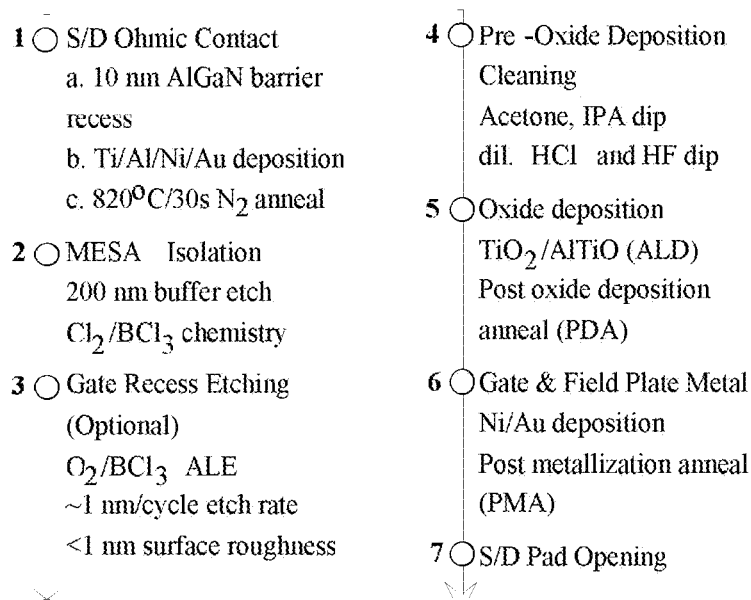 1 S/D Ohmic Contact
a. 10 nm AlGaN barrier
recess
b. Ti/Al/Ni/Au deposition
c. 820°C/30s N₂ anneal
2 MESA Isolation
200 nm buffer etch
Cl₂/BCl₃ chemistry
3 Gate Recess Etching
(Optional)
O₂/BCl₃ ALE
~1 nm/cycle etch rate
<1 nm surface roughness
4 Pre -Oxide Deposition
Cleaning
Acetone, IPA dip
dil. HCl and HF dip
5 Oxide deposition
TiO₂/AlTiO (ALD)
Post oxide deposition
anneal (PDA)
6 Gate & Field Plate Metal
Ni/Au deposition
Post metallization anneal
(PMA)
7 S/D Pad Opening